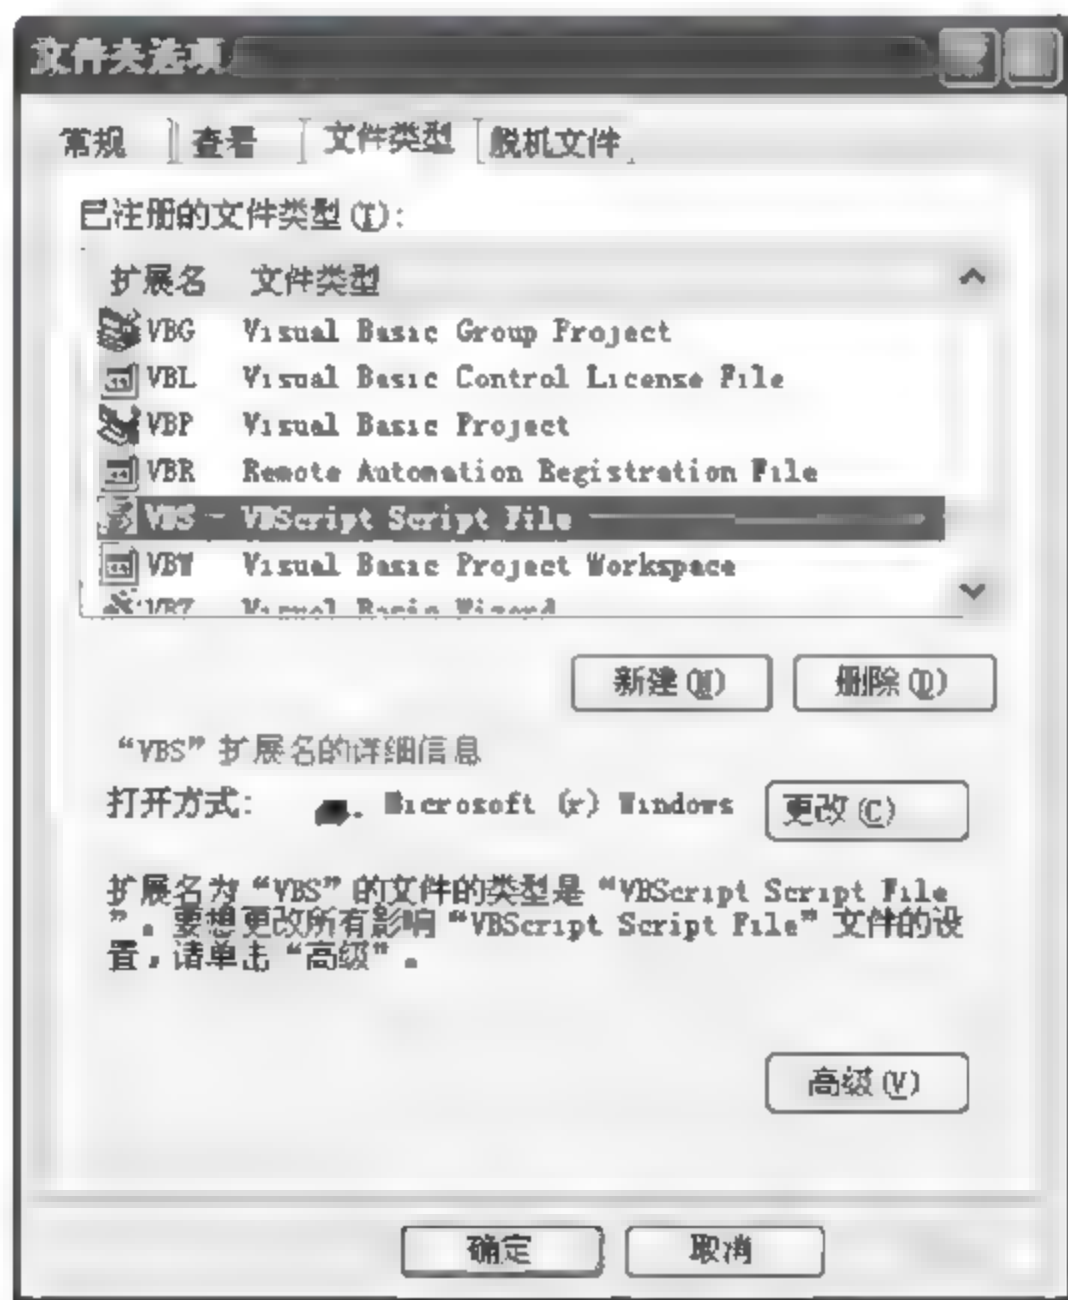 文件夹选项
常规 查看 文件类型 脱机文件
已注册的文件类型(T):
扩展名 文件类型
VBG Visual Basic Group Project
VBL Visual Basic Control License File
VBP Visual Basic Project
VBR Remote Automation Registration File
VBS VBScript Script File
VBW Visual Basic Project Workspace
VBZ Visual Basic Wizard
新建(N) 删除(D)
“VBS”扩展名的详细信息
打开方式: Microsoft (r) Windows 更改(C)
扩展名为“VBS”的文件的类型是“VBScript Script File
”。要想更改所有影响“VBScript Script File”文件的设
置,请单击“高级”。
高级(V)
确定 取消